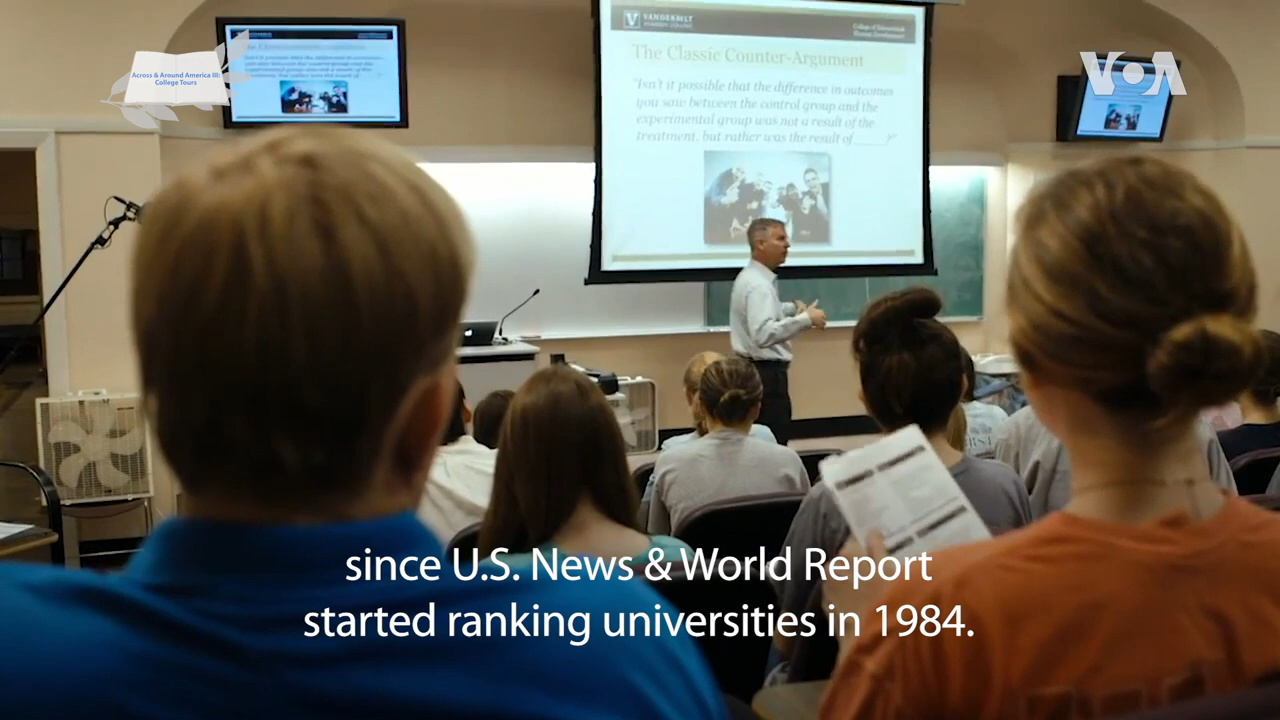 Across & Around America III:
College Tours
VOA
VANDERBILT
The Classic Counter-Argument
"Isn't it possible that the difference in outcomes
you saw between the control group and the
experimental group was not a result of the
treatment, but rather was the result of ____?"
since U.S. News & World Report
started ranking universities in 1984.